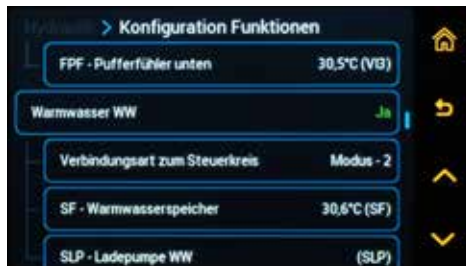 Hydraulik > Konfiguration Funktionen
FPF - Pufferfühler unten 30,5°C (VI3)
Warmwasser WW Ja
Verbindungsart zum Steuerkreis Modus - 2
SF - Warmwasserspeicher 30,6°C (SF)
SLP - Ladepumpe WW (SLP)